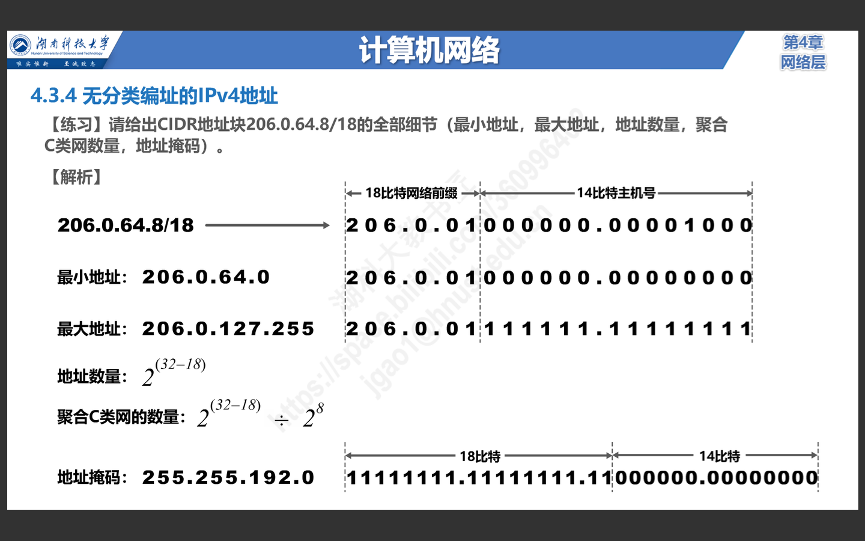 湖南科技大学
Hunan University of Science and Technology
唯实惟新 至诚致志
计算机网络
第4章
网络层
4.3.4 无分类编址的IPv4地址
【练习】请给出CIDR地址块206.0.64.8/18的全部细节（最小地址，最大地址，地址数量，聚合
C类网数量，地址掩码）。
【解析】
18比特网络前缀 14比特主机号
206.0.64.8/18 206.0.01000000.00001000
最小地址： 206.0.64.0 206.0.01000000.00000000
最大地址： 206.0.127.255 206.0.01111111.11111111
地址数量： 2^(32–18)
聚合C类网的数量： 2^(32–18) ÷ 2^8
18比特 14比特
地址掩码： 255.255.192.0 11111111.11111111.11000000.00000000